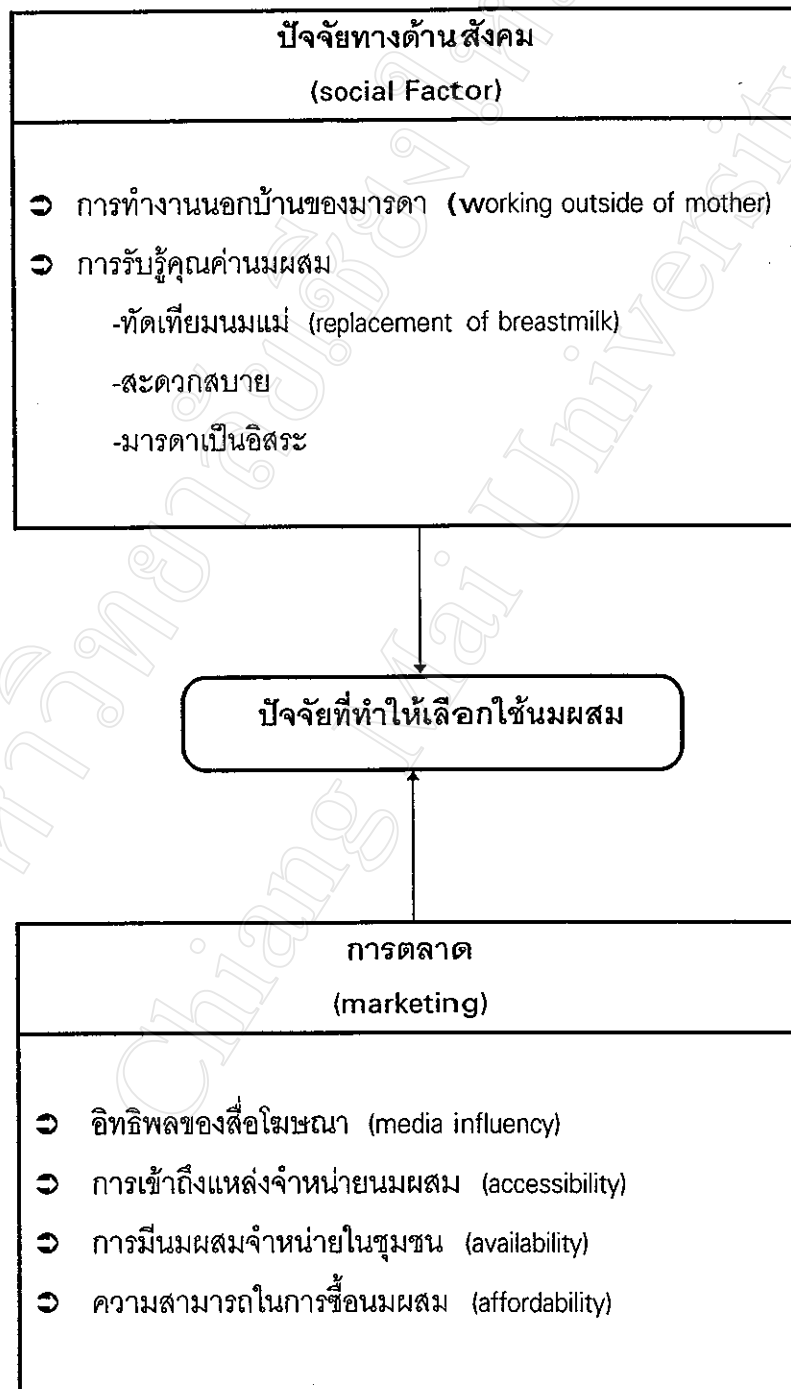 ปัจจัยทางด้านสังคม
(social Factor)
➲ การทำงานนอกบ้านของมารดา (working outside of mother)
➲ การรับรู้คุณค่านมผสม
-ทัดเทียมนมแม่ (replacement of breastmilk)
-สะดวกสบาย
-มารดาเป็นอิสระ
ปัจจัยที่ทำให้เลือกใช้นมผสม
การตลาด
(marketing)
➲ อิทธิพลของสื่อโฆษณา (media influency)
➲ การเข้าถึงแหล่งจำหน่ายนมผสม (accessibility)
➲ การมีนมผสมจำหน่ายในชุมชน (availability)
➲ ความสามารถในการซื้อนมผสม (affordability)
Chiang Mai University